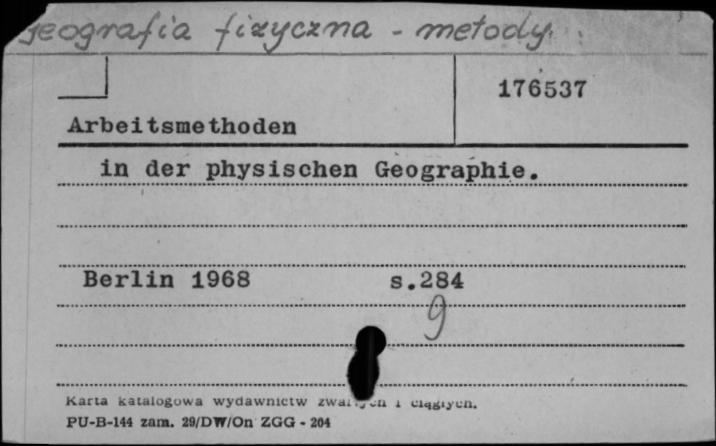 geografia fizyczna - metody.
176537
Arbeitsmethoden
in der physischen Geographie.
Berlin 1968 s.284
9
Karta katalogowa wydawnictw i ciągłych.
PU-B-144 zam. 29/DW/On ZGG - 204